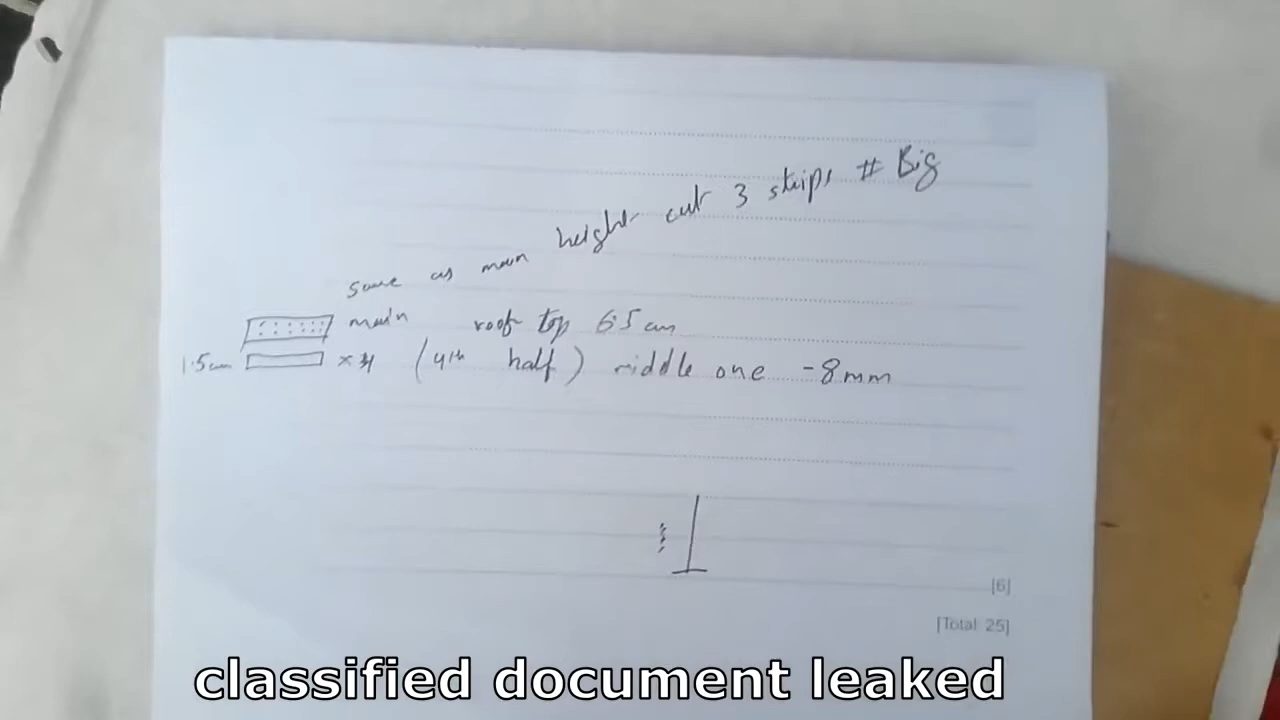 same as main height cut 3 strips # Big
main roof top 6.5 cm
1.5cm x 4 (4th half) middle one -8mm
[6]
[Total: 25]
classified document leaked